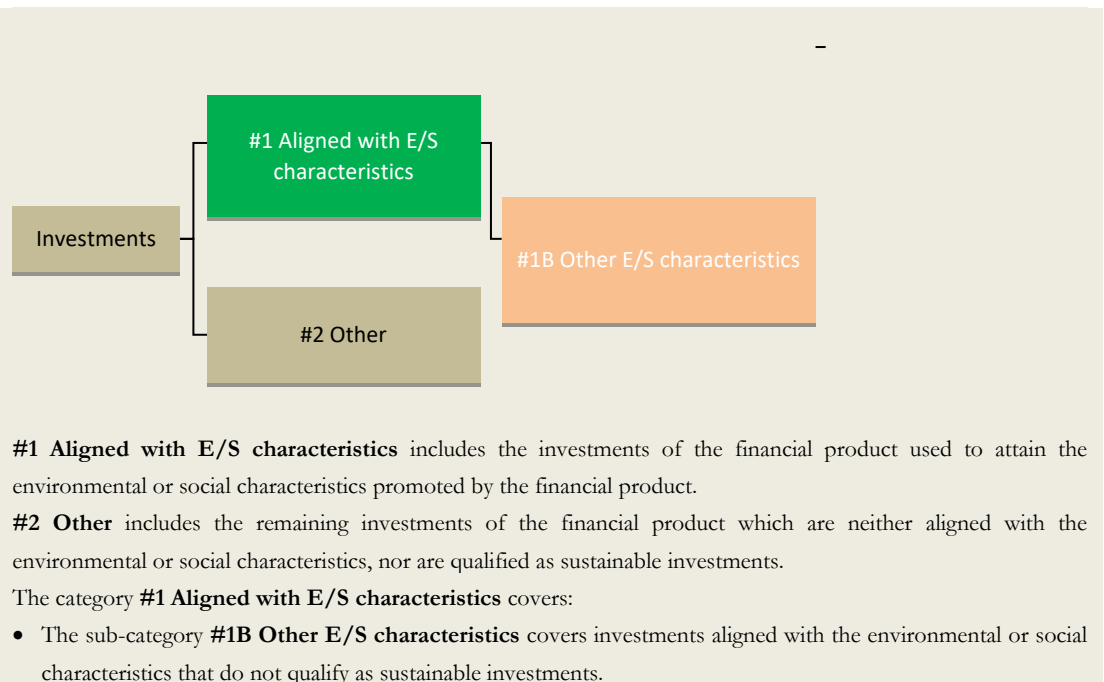 –
#1 Aligned with E/S
characteristics
Investments
#1B Other E/S characteristics
#2 Other
#1 Aligned with E/S characteristics includes the investments of the financial product used to attain the
environmental or social characteristics promoted by the financial product.
#2 Other includes the remaining investments of the financial product which are neither aligned with the
environmental or social characteristics, nor are qualified as sustainable investments.
The category #1 Aligned with E/S characteristics covers:
• The sub-category #1B Other E/S characteristics covers investments aligned with the environmental or social
characteristics that do not qualify as sustainable investments.